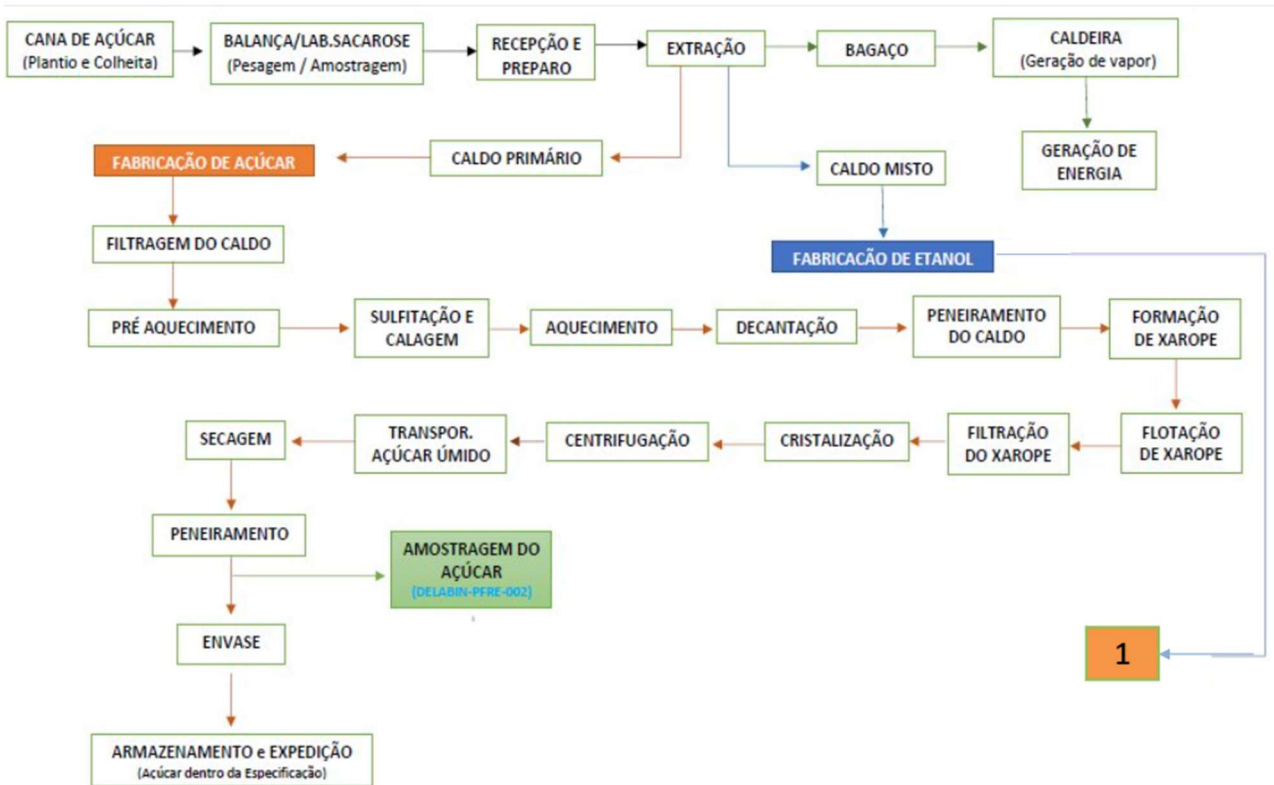 CANA DE AÇÚCAR
(Plantio e Colheita)
BALANÇA/LAB.SACAROSE
(Pesagem / Amostragem)
RECEPÇÃO E
PREPARO
EXTRAÇÃO
BAGAÇO
CALDEIRA
(Geração de vapor)
GERAÇÃO DE
ENERGIA
FABRICAÇÃO DE AÇÚCAR
CALDO PRIMÁRIO
CALDO MISTO
FILTRAGEM DO CALDO
FABRICACÃO DE ETANOL
PRÉ AQUECIMENTO
SULFITAÇÃO E
CALAGEM
AQUECIMENTO
DECANTAÇÃO
PENEIRAMENTO
DO CALDO
FORMAÇÃO
DE XAROPE
SECAGEM
TRANSPOR.
AÇÚCAR ÚMIDO
CENTRIFUGAÇÃO
CRISTALIZAÇÃO
FILTRAÇÃO
DO XAROPE
FLOTAÇÃO
DE XAROPE
PENEIRAMENTO
AMOSTRAGEM DO
AÇÚCAR
(DELABIN-PFRE-002)
ENVASE
1
ARMAZENAMENTO e EXPEDIÇÃO
(Açúcar dentro da Especificação)